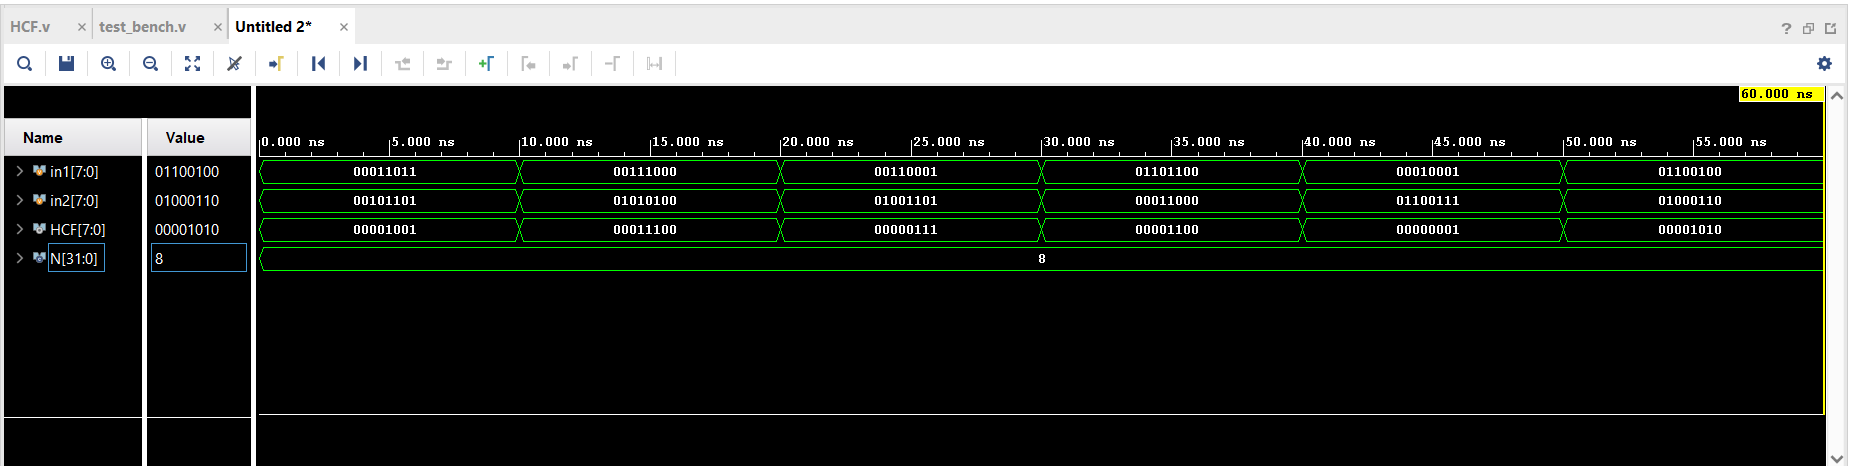 HCF.v × test_bench.v × Untitled 2* ×
?
60.000 ns
Name Value
0.000 ns 5.000 ns 10.000 ns 15.000 ns 20.000 ns 25.000 ns 30.000 ns 35.000 ns 40.000 ns 45.000 ns 50.000 ns 55.000 ns
in1[7:0] 01100100 00011011 00111000 00110001 01101100 00010001 01100100
in2[7:0] 01000110 00101101 01010100 01001101 00011000 01100111 01000110
HCF[7:0] 00001010 00001001 00011100 00000111 00001100 00000001 00001010
N[31:0] 8 8